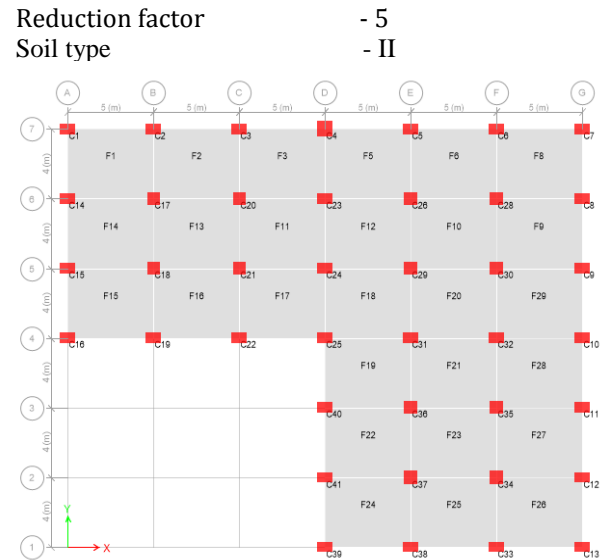 Reduction factor - 5
Soil type - II
A B C D E F G
5 (m) 5 (m) 5 (m) 5 (m) 5 (m) 5 (m)
7 C1 C2 C3 C4 C5 C6 C7
4 (m) F1 F2 F3 F5 F6 F8
6 C14 C17 C20 C23 C26 C28 C8
4 (m) F14 F13 F11 F12 F10 F9
5 C15 C18 C21 C24 C29 C30 C9
4 (m) F15 F16 F17 F18 F20 F29
4 C16 C19 C22 C25 C31 C32 C10
4 (m) F19 F21 F28
3 C40 C36 C35 C11
4 (m) F22 F23 F27
2 C41 C37 C34 C12
4 (m) Y F24 F25 F26
1 X C39 C38 C33 C13